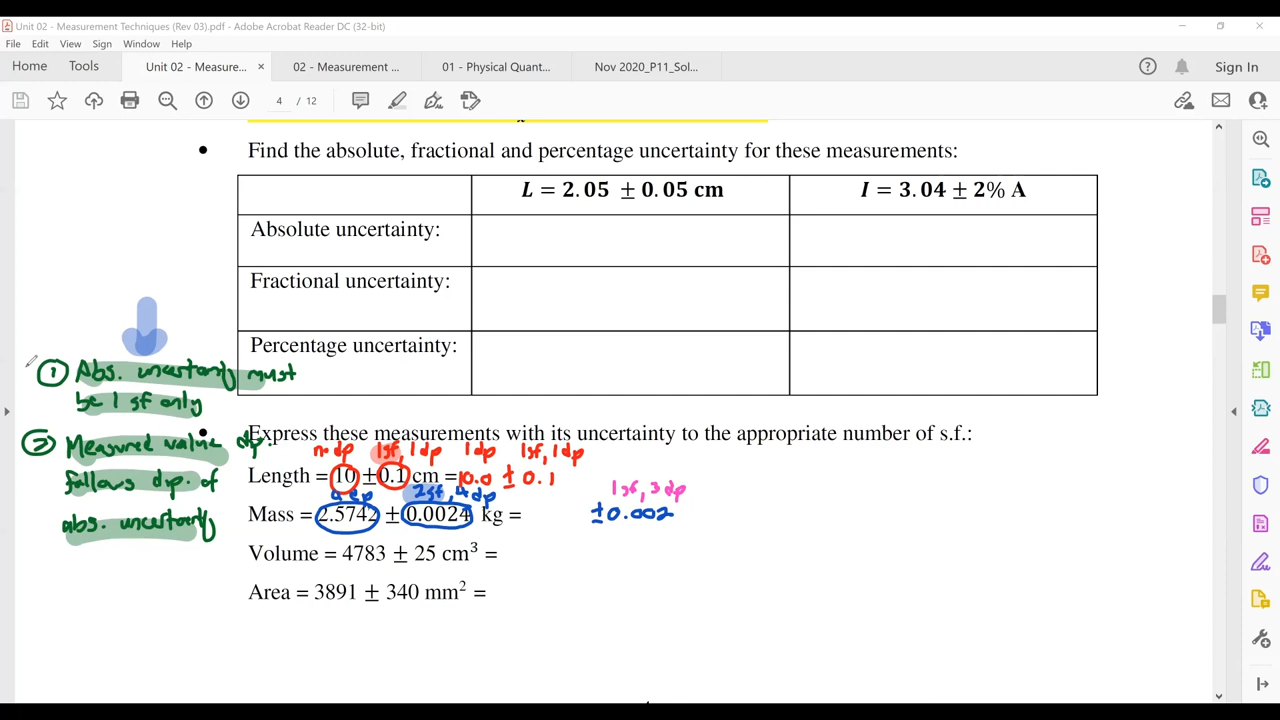 Unit 02 - Measurement Techniques (Rev 03).pdf - Adobe Acrobat Reader DC (32-bit)
File Edit View Sign Window Help
Home Tools Unit 02 - Measure... × 02 - Measurement ... 01 - Physical Quant... Nov 2020_P11_Sol... Sign In
4 / 12
• Find the absolute, fractional and percentage uncertainty for these measurements:
L = 2.05 ± 0.05 cm I = 3.04 ± 2% A
Absolute uncertainty:
Fractional uncertainty:
Percentage uncertainty:
① Abs. uncertainty must
be 1 sf only
② Measured value dp.
follows d.p. of
abs. uncertainty
• Express these measurements with its uncertainty to the appropriate number of s.f.:
no dp 1sf, 1dp 1dp 1sf, 1dp
Length = 10 ± 0.1 cm = 10.0 ± 0.1
4 dp 2sf, 4dp 1sf, 3dp
Mass = 2.5742 ± 0.0024 kg = ± 0.002
Volume = 4783 ± 25 cm³ =
Area = 3891 ± 340 mm² =